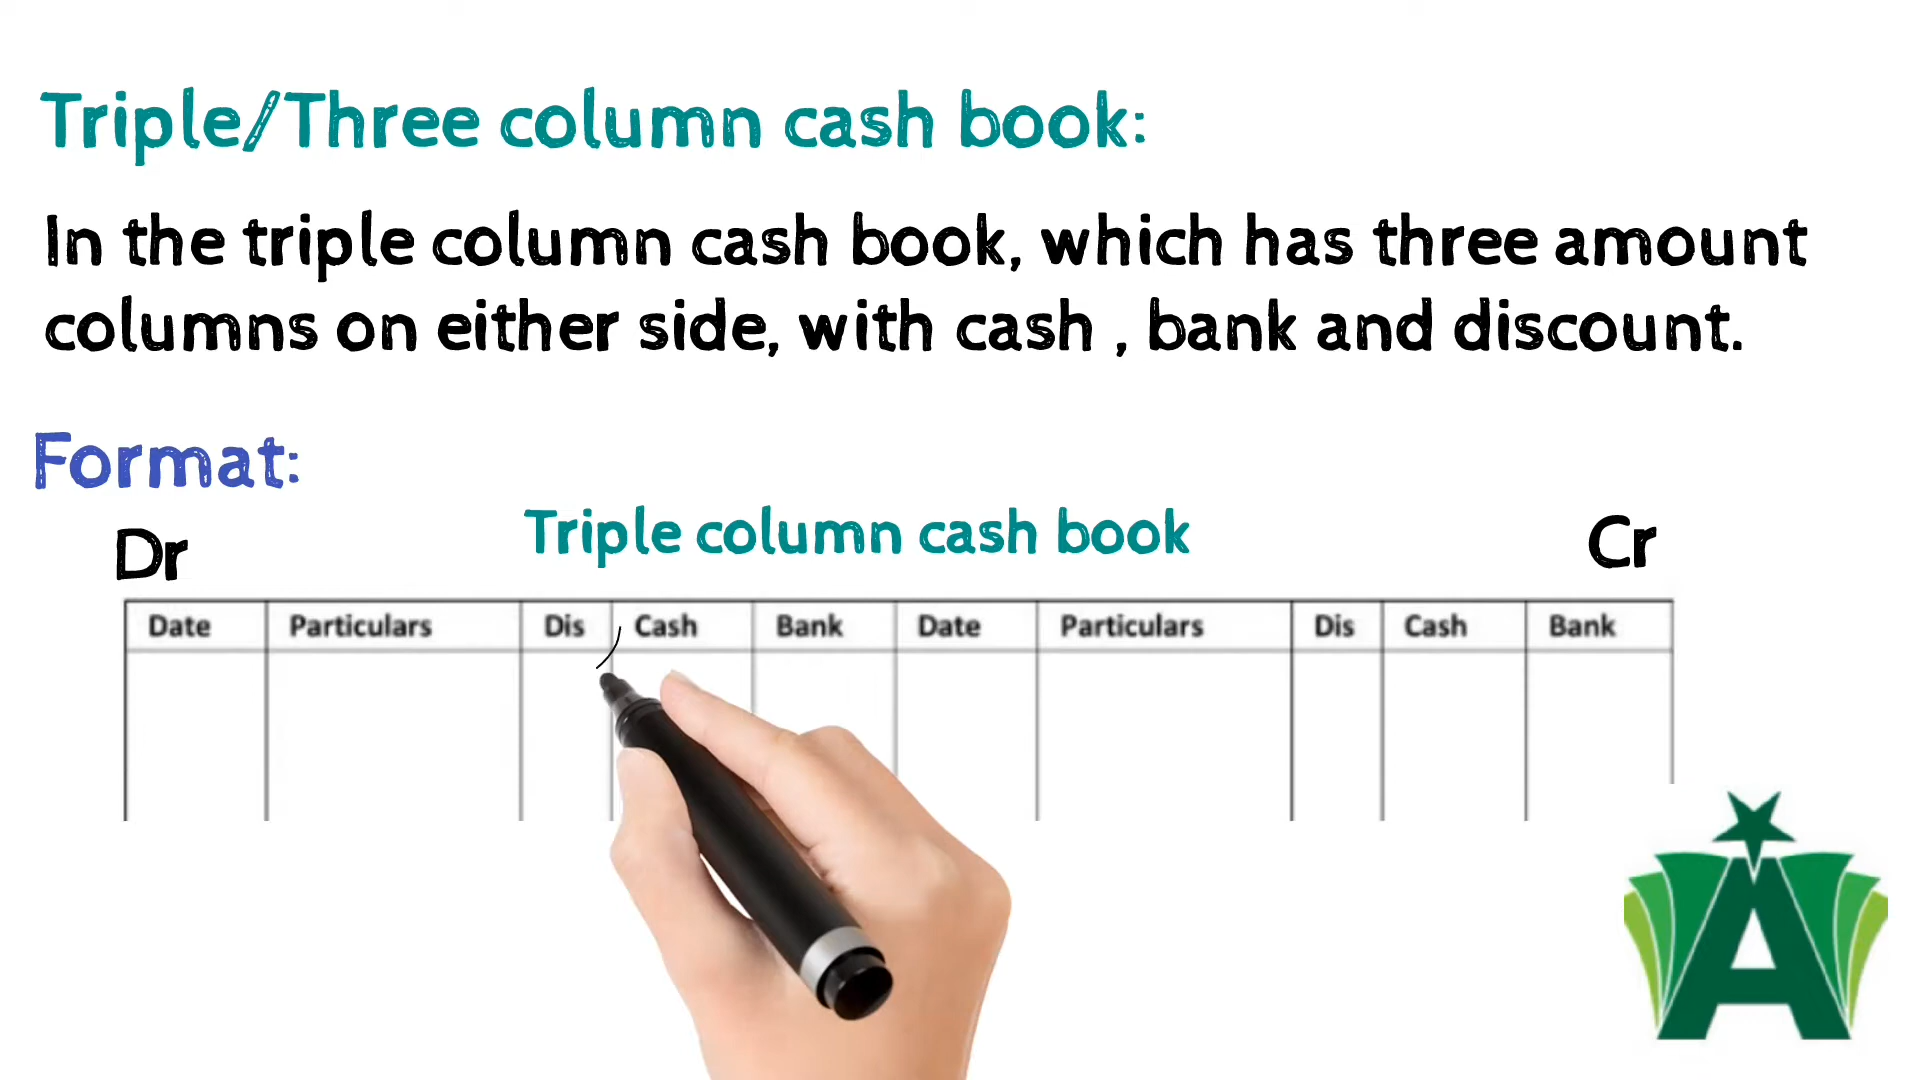 Triple/Three column cash book:
In the triple column cash book, which has three amount
columns on either side, with cash , bank and discount.
Format:
Triple column cash book
Dr Cr
Date Particulars Dis Cash Bank Date Particulars Dis Cash Bank
A